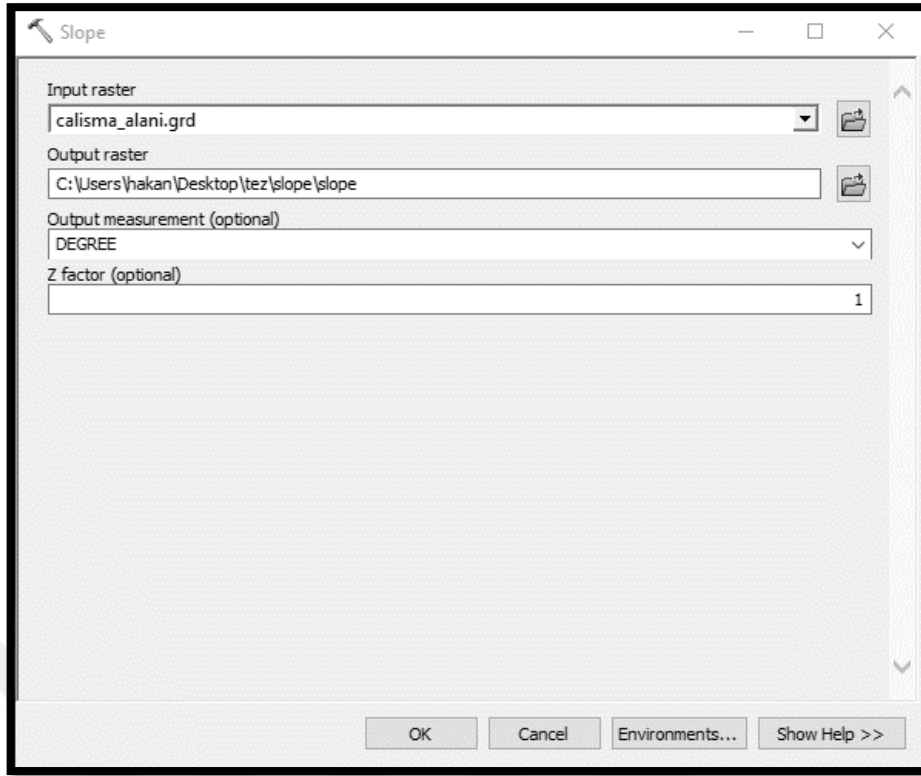 Slope
Input raster
calisma_alani.grd
Output raster
C:\Users\hakan\Desktop\tez\slope\slope
Output measurement (optional)
DEGREE
Z factor (optional)
1
OK Cancel Environments... Show Help >>